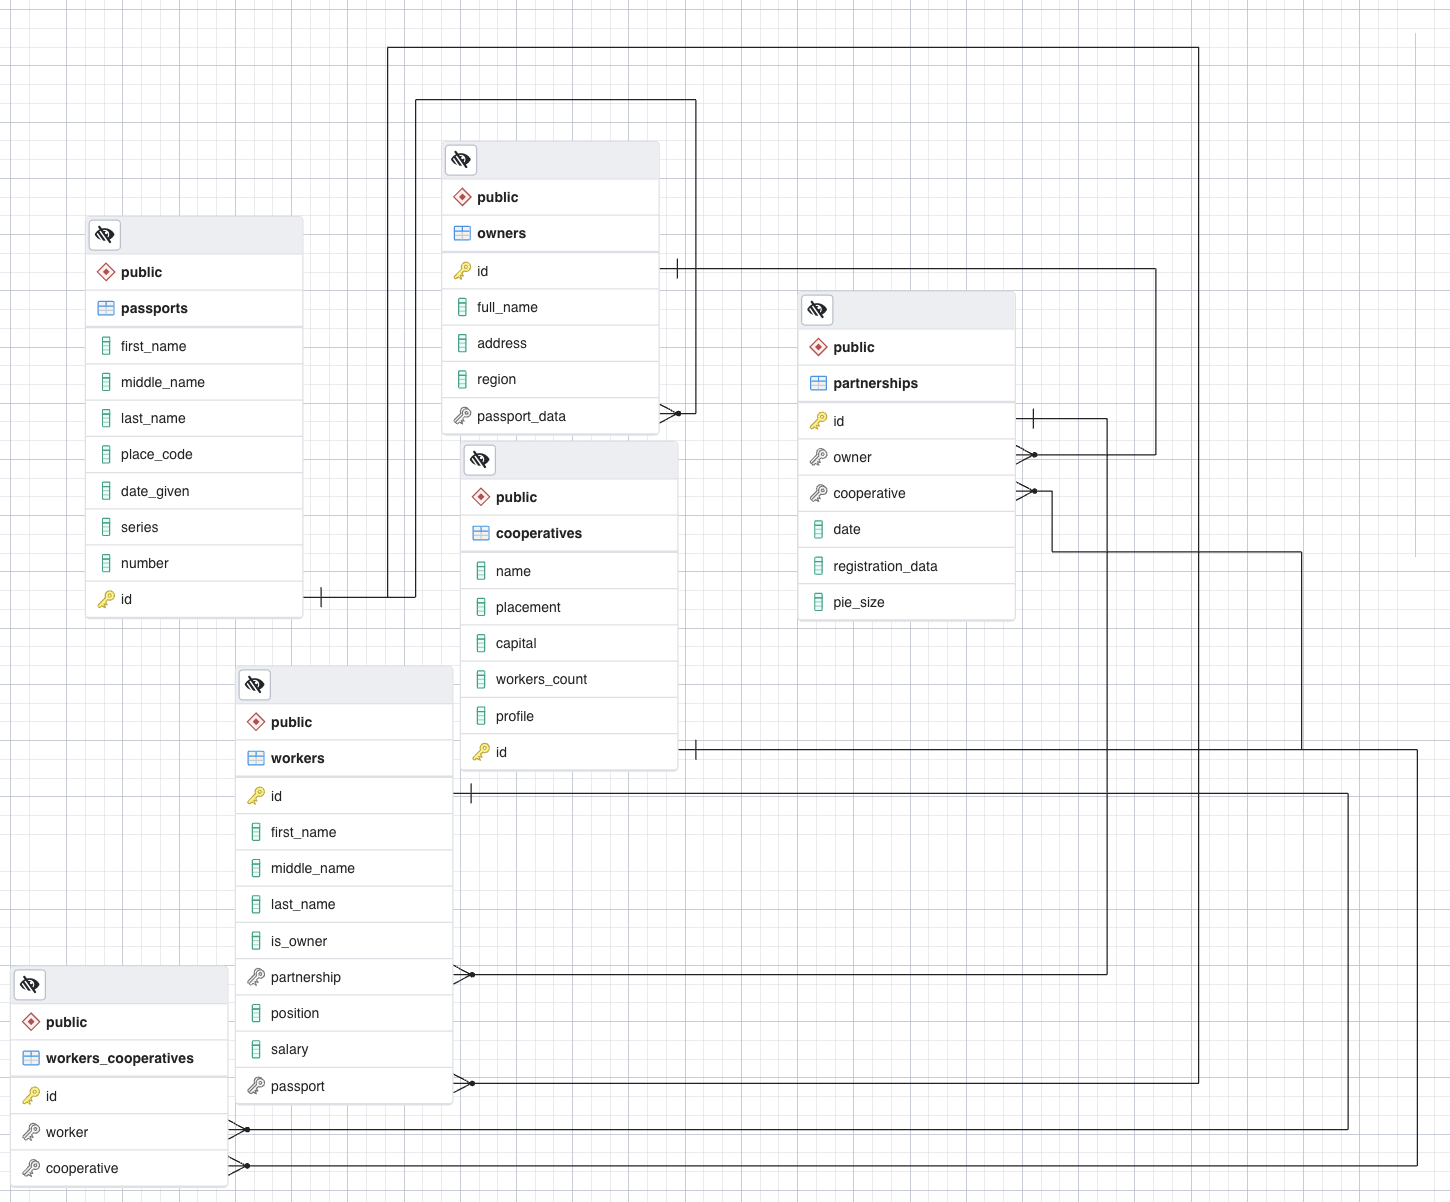 public
owners
id
full_name
address
region
passport_data
public
passports
first_name
middle_name
last_name
place_code
date_given
series
number
id
public
partnerships
id
owner
cooperative
date
registration_data
pie_size
public
cooperatives
name
placement
capital
workers_count
profile
id
public
workers
id
first_name
middle_name
last_name
is_owner
partnership
position
salary
passport
public
workers_cooperatives
id
worker
cooperative